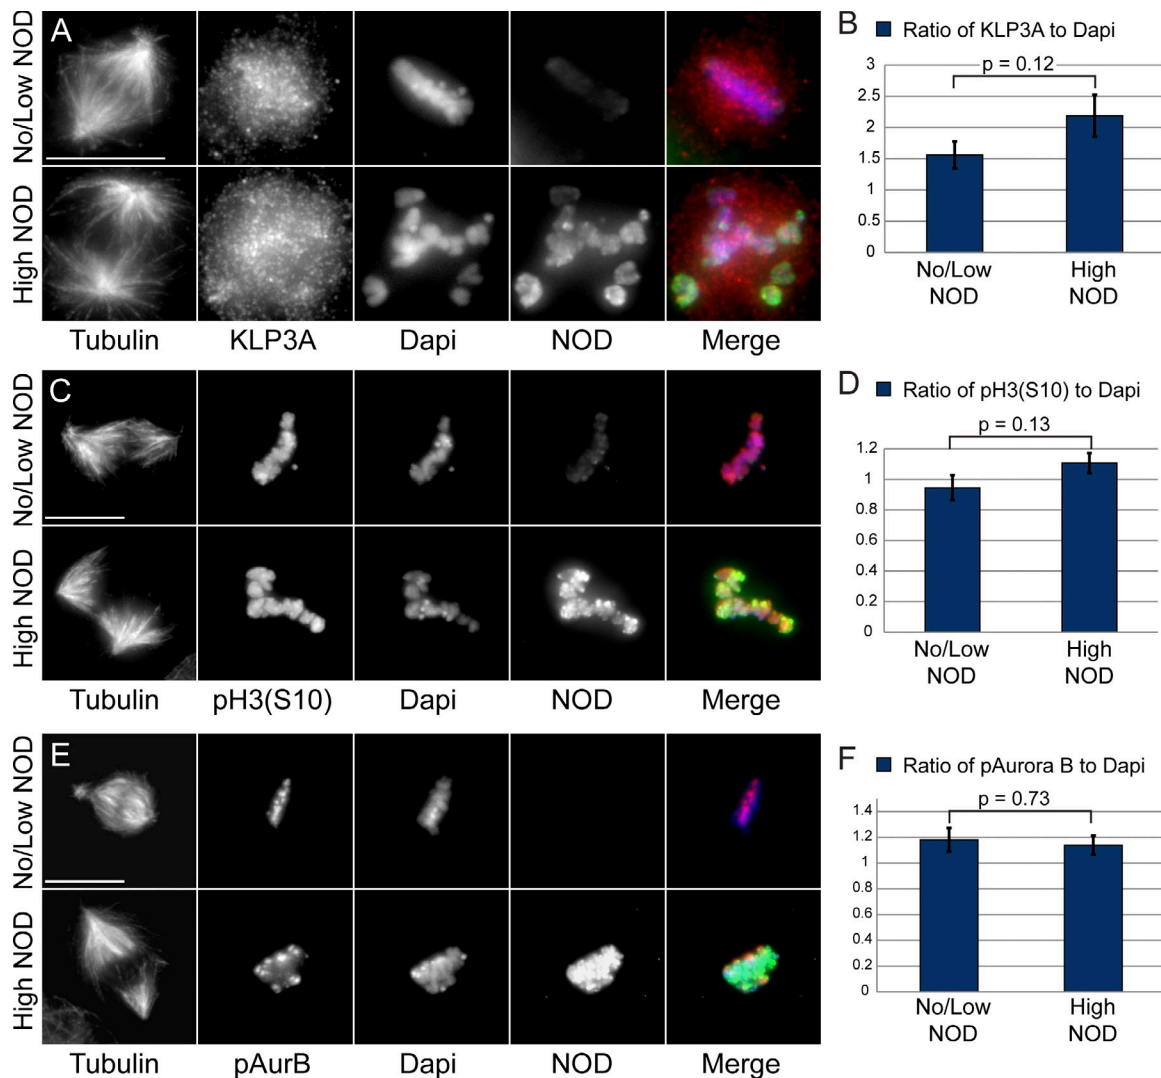 A
No/Low NOD
High NOD
Tubulin KLP3A Dapi NOD Merge
B
Ratio of KLP3A to Dapi
p = 0.12
3
2.5
2
1.5
1
0.5
0
No/Low NOD
High NOD
C
No/Low NOD
High NOD
Tubulin pH3(S10) Dapi NOD Merge
D
Ratio of pH3(S10) to Dapi
p = 0.13
1.2
1
0.8
0.6
0.4
0.2
0
No/Low NOD
High NOD
E
No/Low NOD
High NOD
Tubulin pAurB Dapi NOD Merge
F
Ratio of pAurora B to Dapi
p = 0.73
1.4
1.2
1
0.8
0.6
0.4
0.2
0
No/Low NOD
High NOD